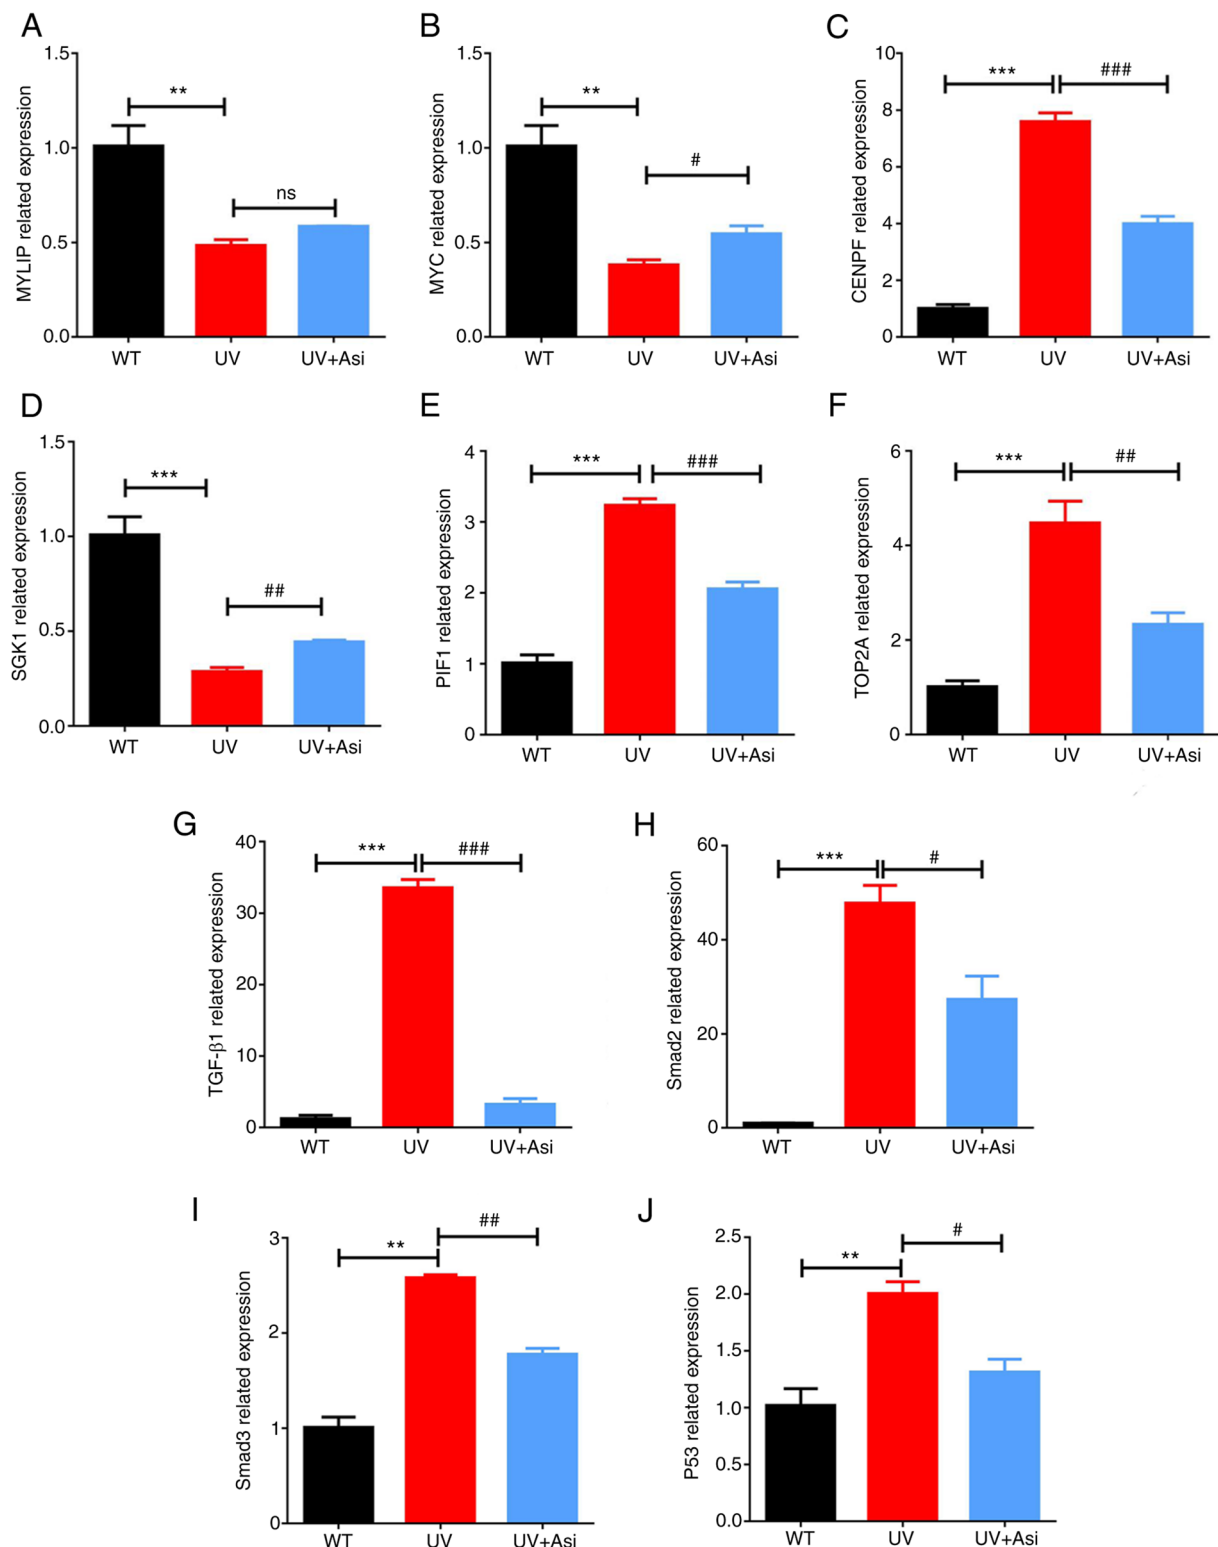 A
MYLIP related expression
1.5
1.0
0.5
0.0
**
ns
WT
UV
UV+Asi
B
MYC related expression
1.5
1.0
0.5
0.0
**
#
WT
UV
UV+Asi
C
CENPF related expression
10
8
6
4
2
0
***
###
WT
UV
UV+Asi
D
SGK1 related expression
1.5
1.0
0.5
0.0
***
##
WT
UV
UV+Asi
E
PIF1 related expression
4
3
2
1
0
***
###
WT
UV
UV+Asi
F
TOP2A related expression
6
4
2
0
***
##
WT
UV
UV+Asi
G
TGF-β1 related expression
40
30
20
10
0
***
###
WT
UV
UV+Asi
H
Smad2 related expression
60
40
20
0
***
#
WT
UV
UV+Asi
I
Smad3 related expression
3
2
1
0
**
##
WT
UV
UV+Asi
J
P53 related expression
2.5
2.0
1.5
1.0
0.5
0.0
**
#
WT
UV
UV+Asi